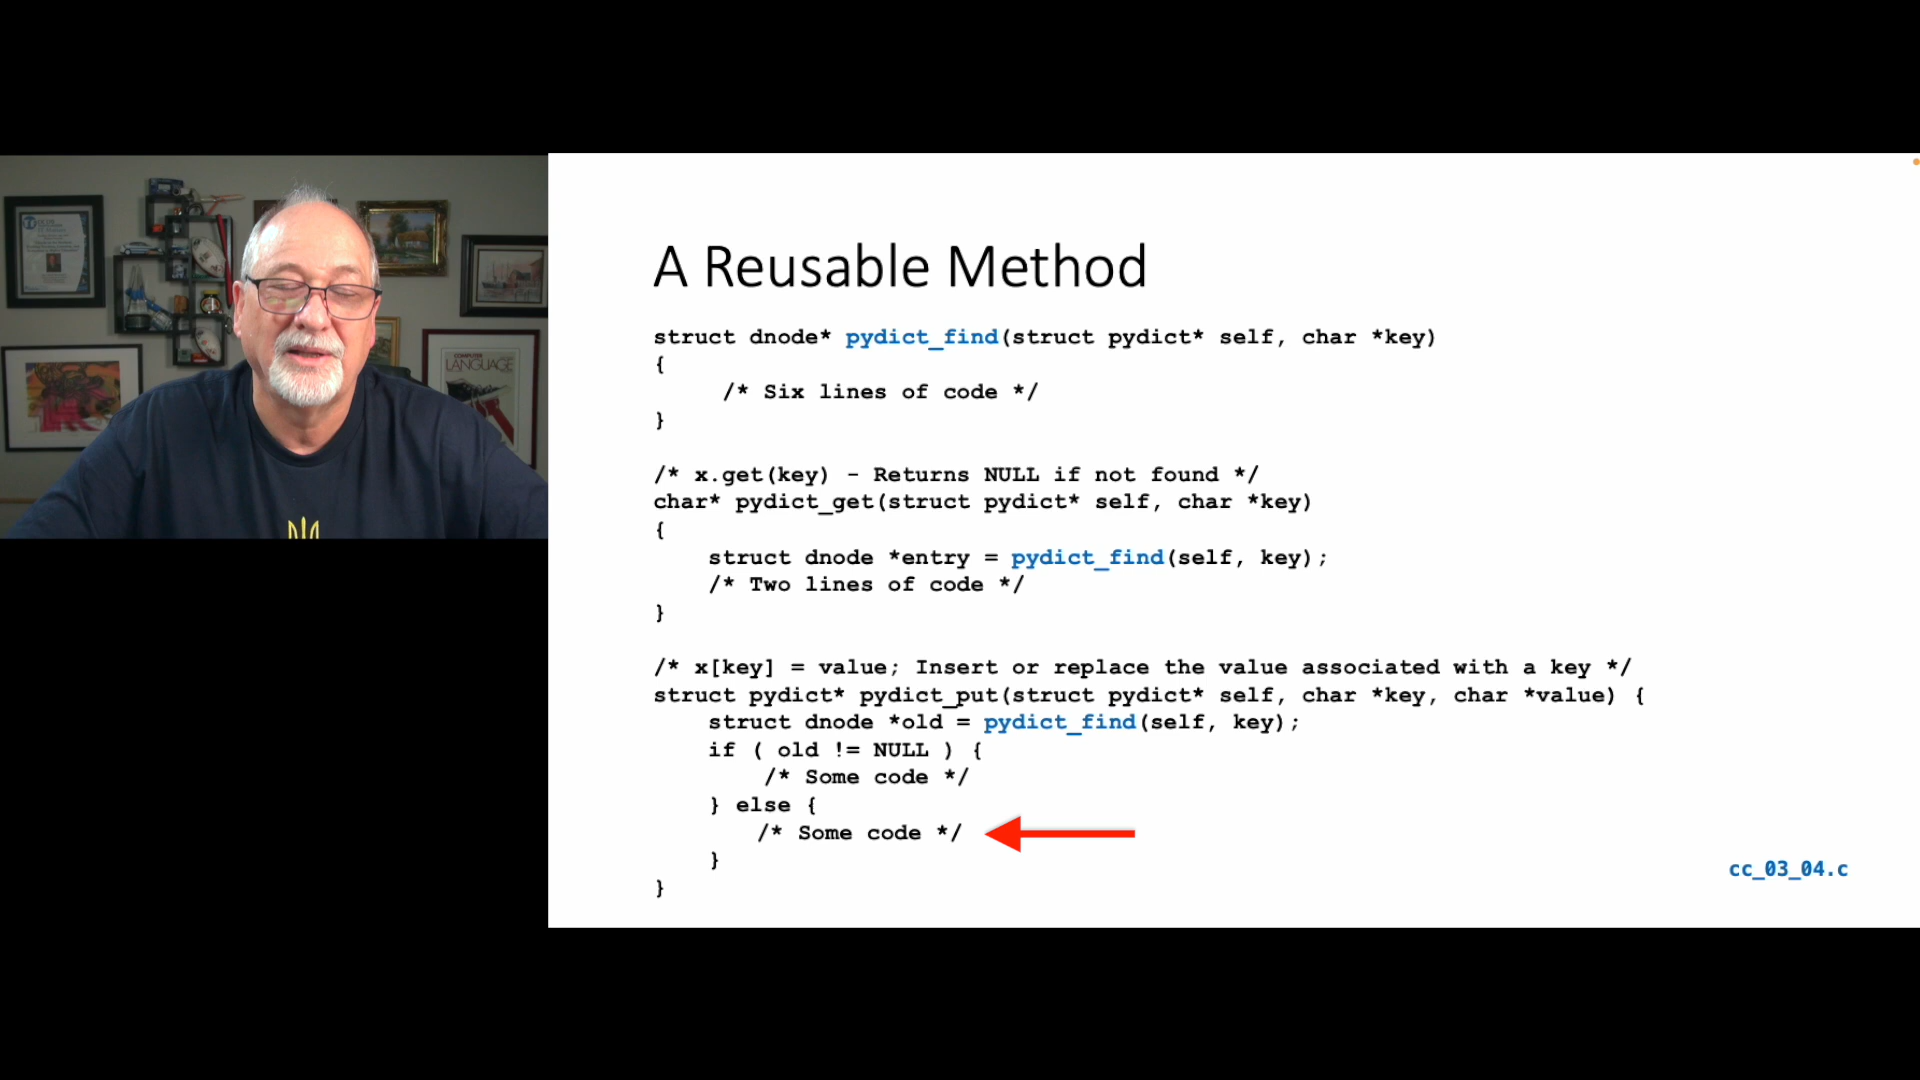 COMPUTER
LANGUAGE
A Reusable Method
struct dnode* pydict_find(struct pydict* self, char *key)
{
/* Six lines of code */
}
/* x.get(key) - Returns NULL if not found */
char* pydict_get(struct pydict* self, char *key)
{
struct dnode *entry = pydict_find(self, key);
/* Two lines of code */
}
/* x[key] = value; Insert or replace the value associated with a key */
struct pydict* pydict_put(struct pydict* self, char *key, char *value) {
struct dnode *old = pydict_find(self, key);
if ( old != NULL ) {
/* Some code */
} else {
/* Some code */
}
}
cc_03_04.c